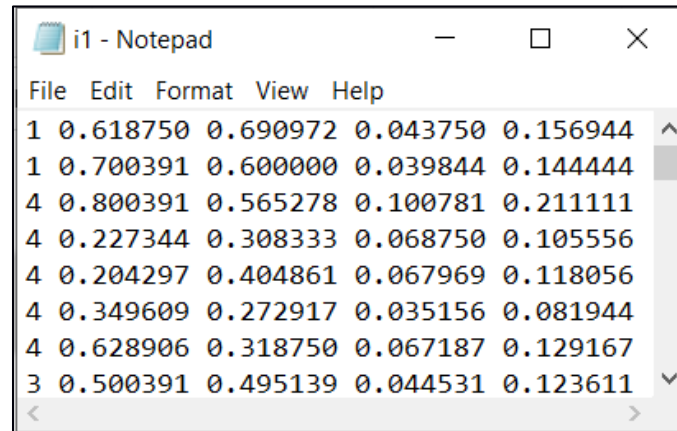 i1 - Notepad
File Edit Format View Help
1 0.618750 0.690972 0.043750 0.156944
1 0.700391 0.600000 0.039844 0.144444
4 0.800391 0.565278 0.100781 0.211111
4 0.227344 0.308333 0.068750 0.105556
4 0.204297 0.404861 0.067969 0.118056
4 0.349609 0.272917 0.035156 0.081944
4 0.628906 0.318750 0.067187 0.129167
3 0.500391 0.495139 0.044531 0.123611